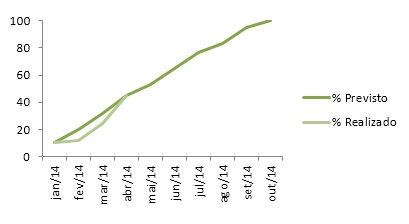 100
80
60
40
20
0
% Previsto
% Realizado
jan/14
fev/14
mar/14
abr/14
mai/14
jun/14
jul/14
ago/14
set/14
out/14